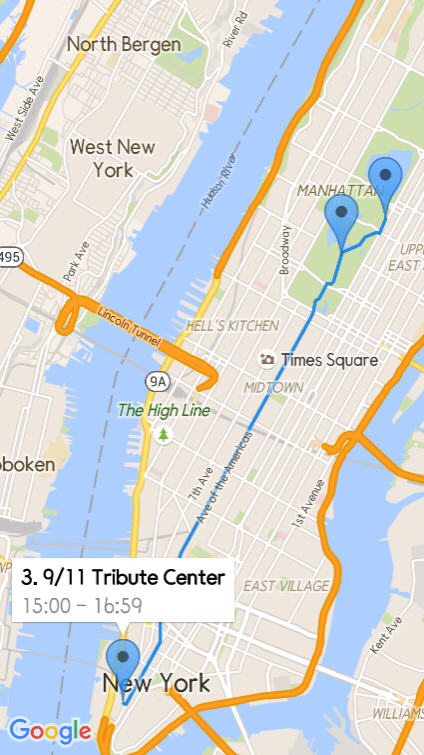 River Rd
North Bergen
West Side Ave
West New
York
Hudson River
MANHATTAN
Park Ave
495
Broadway
UPPE
EAST S
Lincoln Tunnel
HELL'S KITCHEN
Times Square
9A
MIDTOWN
The High Line
7th Ave
Ave of the Americas
oboken
1st Avenue
3. 9/11 Tribute Center
15:00 – 16:59
EAST VILLAGE
Kent Ave
New York
WILLIAMS
Google